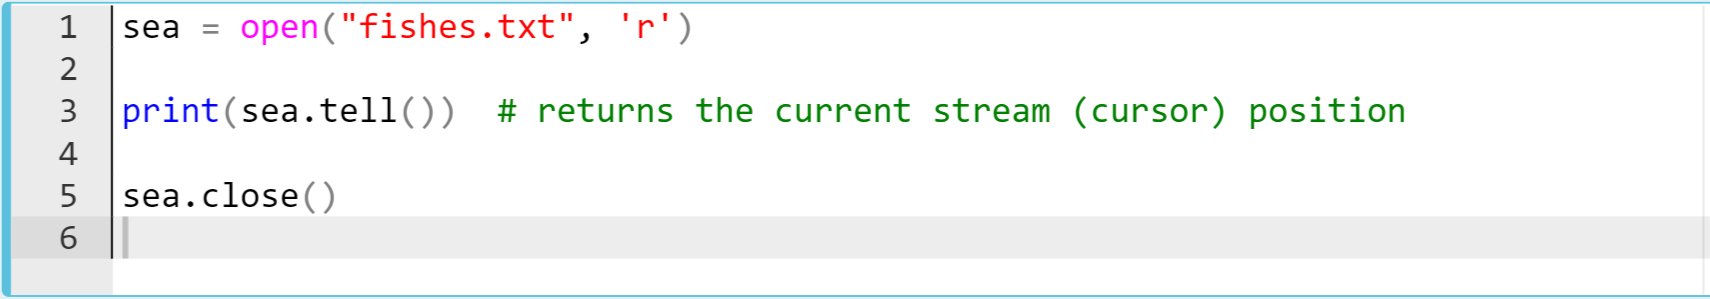 1 sea = open("fishes.txt", 'r')
2
3 print(sea.tell())  # returns the current stream (cursor) position
4
5 sea.close()
6